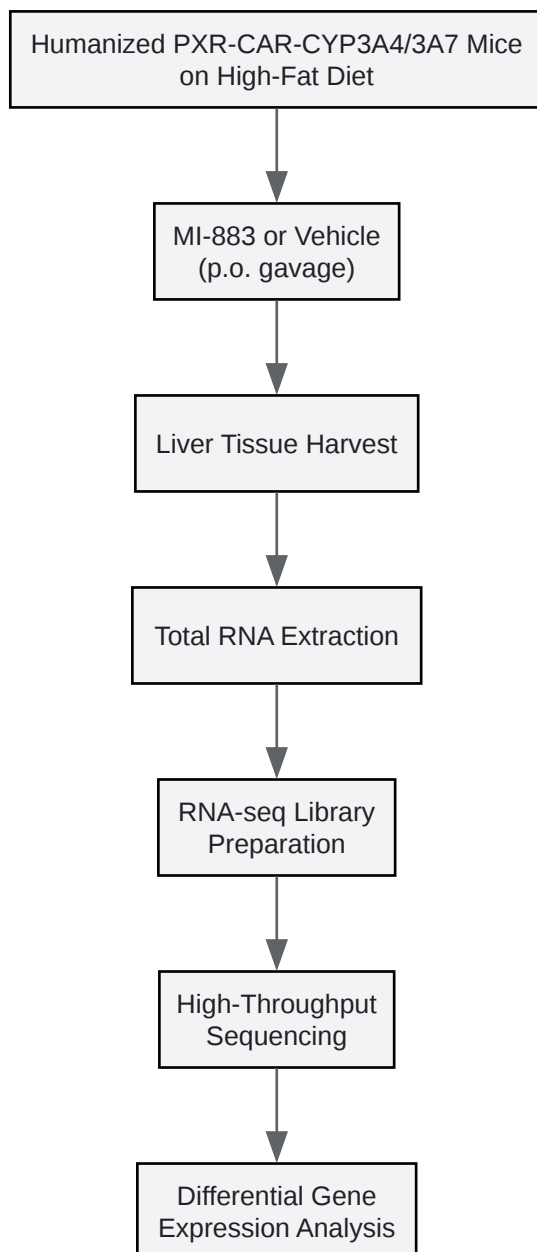 Humanized PXR-CAR-CYP3A4/3A7 Mice
on High-Fat Diet
MI-883 or Vehicle
(p.o. gavage)
Liver Tissue Harvest
Total RNA Extraction
RNA-seq Library
Preparation
High-Throughput
Sequencing
Differential Gene
Expression Analysis